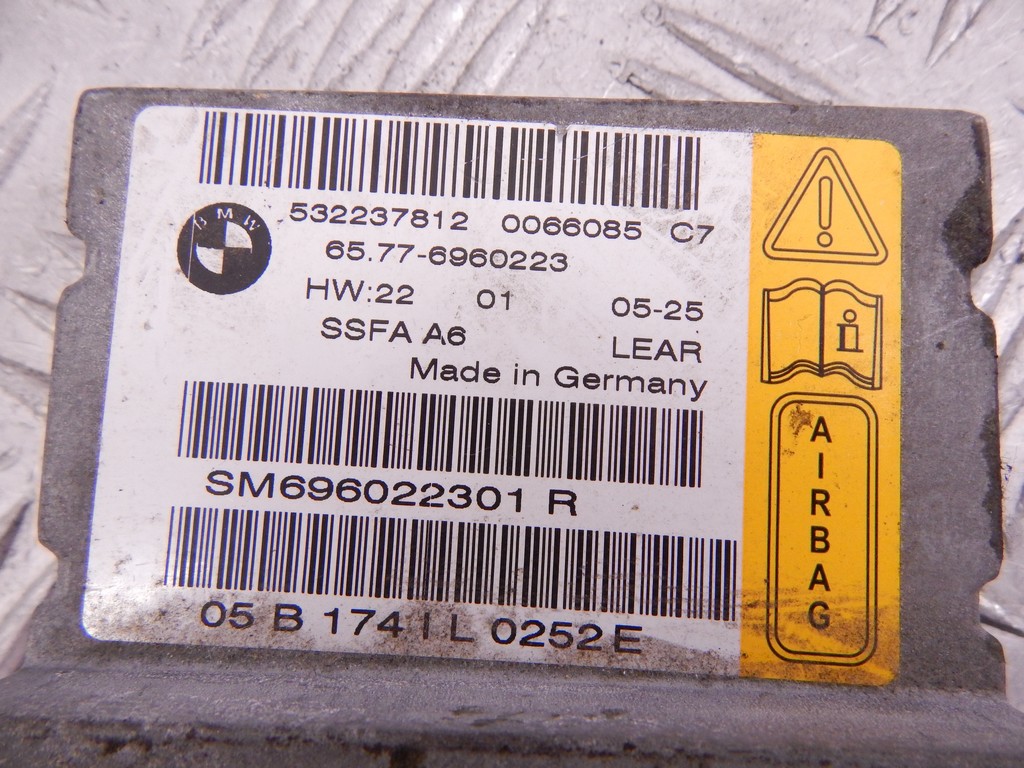 532237812 0066085 C7
BMW
65.77-6960223
HW:22 01 05-25
SSFA A6 LEAR
Made in Germany
SM696022301 R
05 B 174 I L 0252 E
!
i
AIRBAG